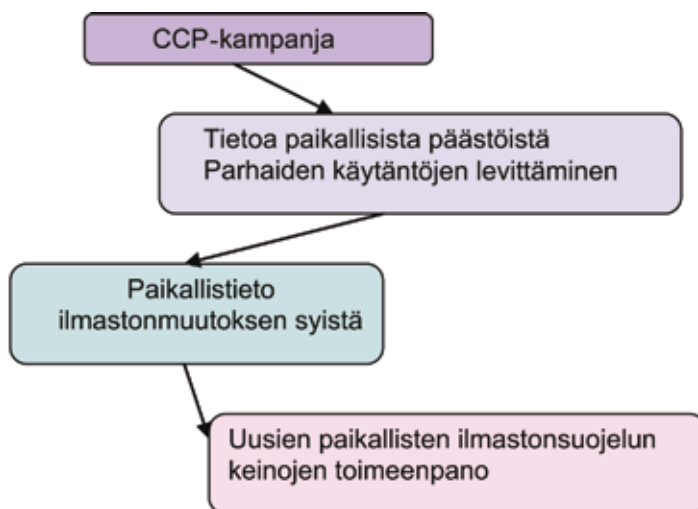 CCP-kampanja
Tietoa paikallisista päästöistä
Parhaiden käytäntöjen levittäminen
Paikallistieto
ilmastonmuutoksen syistä
Uusien paikallisten ilmastonsuojelun
keinojen toimeenpano